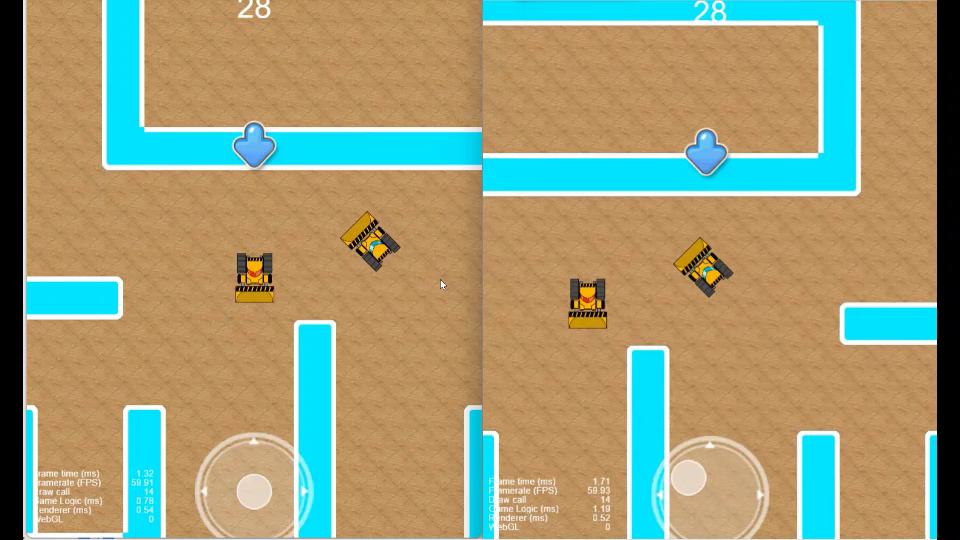 28
28
rame time (ms) 1.32
Framerate (FPS) 59.91
raw call 14
Game Logic (ms) 0.78
Renderer (ms) 0.54
WebGL 0
Frame time (ms) 1.71
Framerate (FPS) 59.93
Draw call 14
Game Logic (ms) 1.19
Renderer (ms) 0.52
WebGL 0